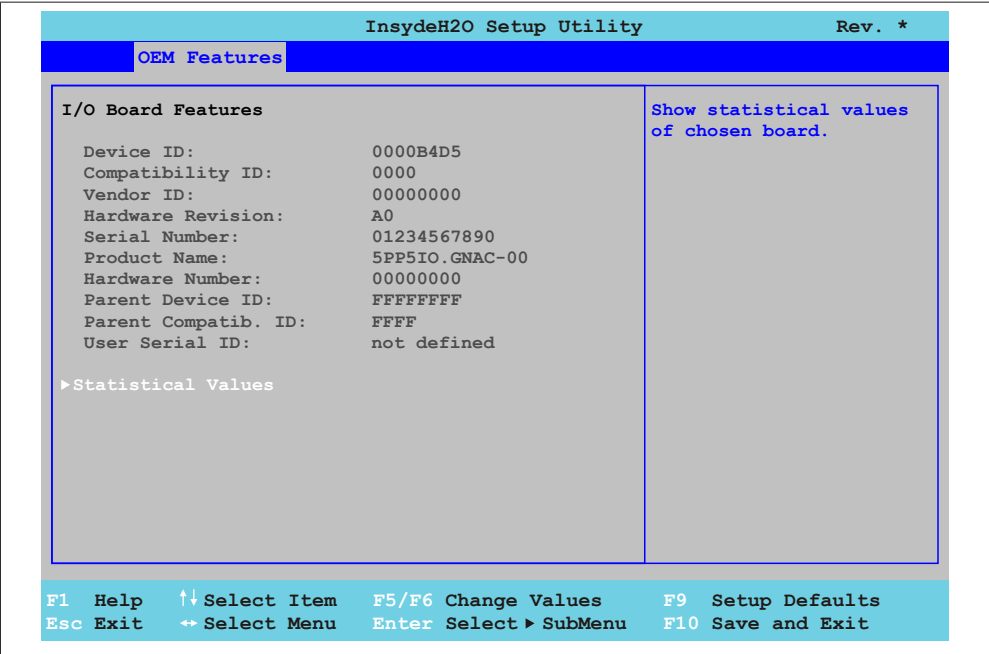 InsydeH2O Setup Utility Rev. *
OEM Features
I/O Board Features
Device ID: 0000B4D5
Compatibility ID: 0000
Vendor ID: 00000000
Hardware Revision: A0
Serial Number: 01234567890
Product Name: 5PP5IO.GNAC-00
Hardware Number: 00000000
Parent Device ID: FFFFFFFF
Parent Compatib. ID: FFFF
User Serial ID: not defined
▶Statistical Values
Show statistical values
of chosen board.
F1 Help ↑↓ Select Item F5/F6 Change Values F9 Setup Defaults
Esc Exit ↔ Select Menu Enter Select ▶ SubMenu F10 Save and Exit